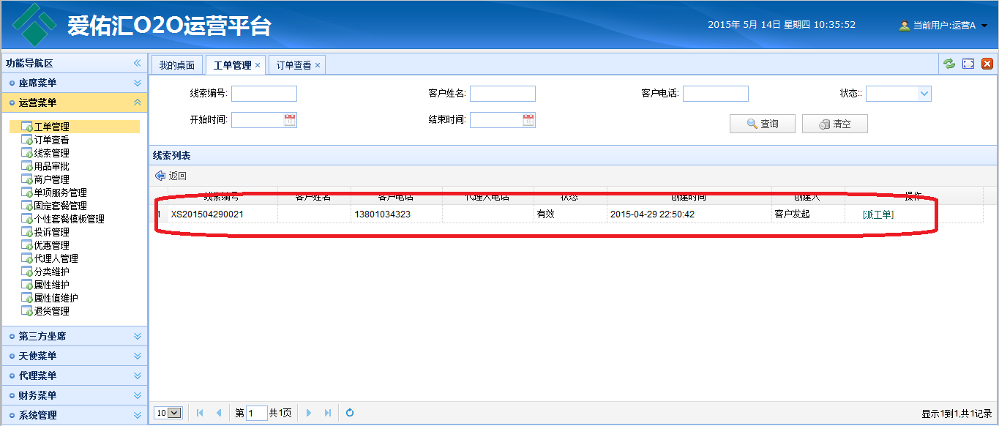 爱佑汇O2O运营平台
2015年 5月 14日 星期四 10:35:52
当前用户:运营A
功能导航区
座席菜单
运营菜单
工单管理
订单查看
线索管理
用品审批
商户管理
单项服务管理
固定套餐管理
个性套餐模板管理
投诉管理
优惠管理
代理人管理
分类维护
属性维护
属性值维护
退货管理
第三方坐席
天使菜单
代理菜单
财务菜单
系统管理
我的桌面 工单管理 × 订单查看 ×
线索编号: 客户姓名: 客户电话: 状态::
开始时间: 结束时间: 查询 清空
线索列表
返回
线索编号 客户姓名 客户电话 代理人电话 状态 创建时间 创建人 操作
1 XS201504290021 13801034323 有效 2015-04-29 22:50:42 客户发起 [派工单]
10 第 1 共1页 显示1到1,共1记录